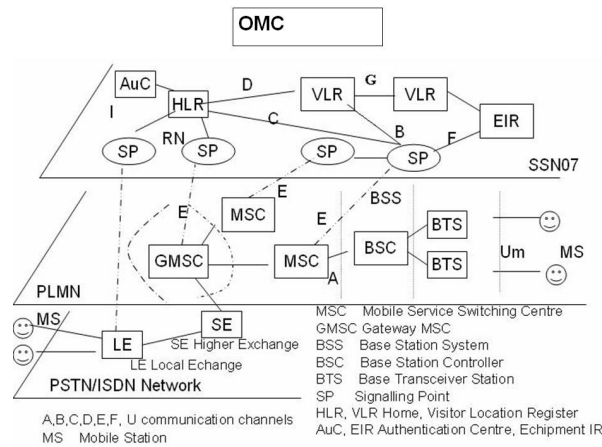 OMC
AuC
HLR
D
VLR
G
VLR
EIR
I
C
B
F
RN
SP
SP
SP
SP
SSN07
E
E
E
BSS
MSC
GMSC
MSC
A
BSC
BTS
BTS
Um
MS
PLMN
MS
LE
SE
SE Higher Exchange
LE Local Echange
PSTN/ISDN Network
A,B,C,D,E,F, U communication channels
MS Mobile Station
MSC Mobile Service Switching Centre
GMSC Gateway MSC
BSS Base Station System
BSC Base Station Controller
BTS Base Transceiver Station
SP Signalling Point
HLR, VLR Home, Visitor Location Register
AuC, EIR Authentication Centre, Echipment IR